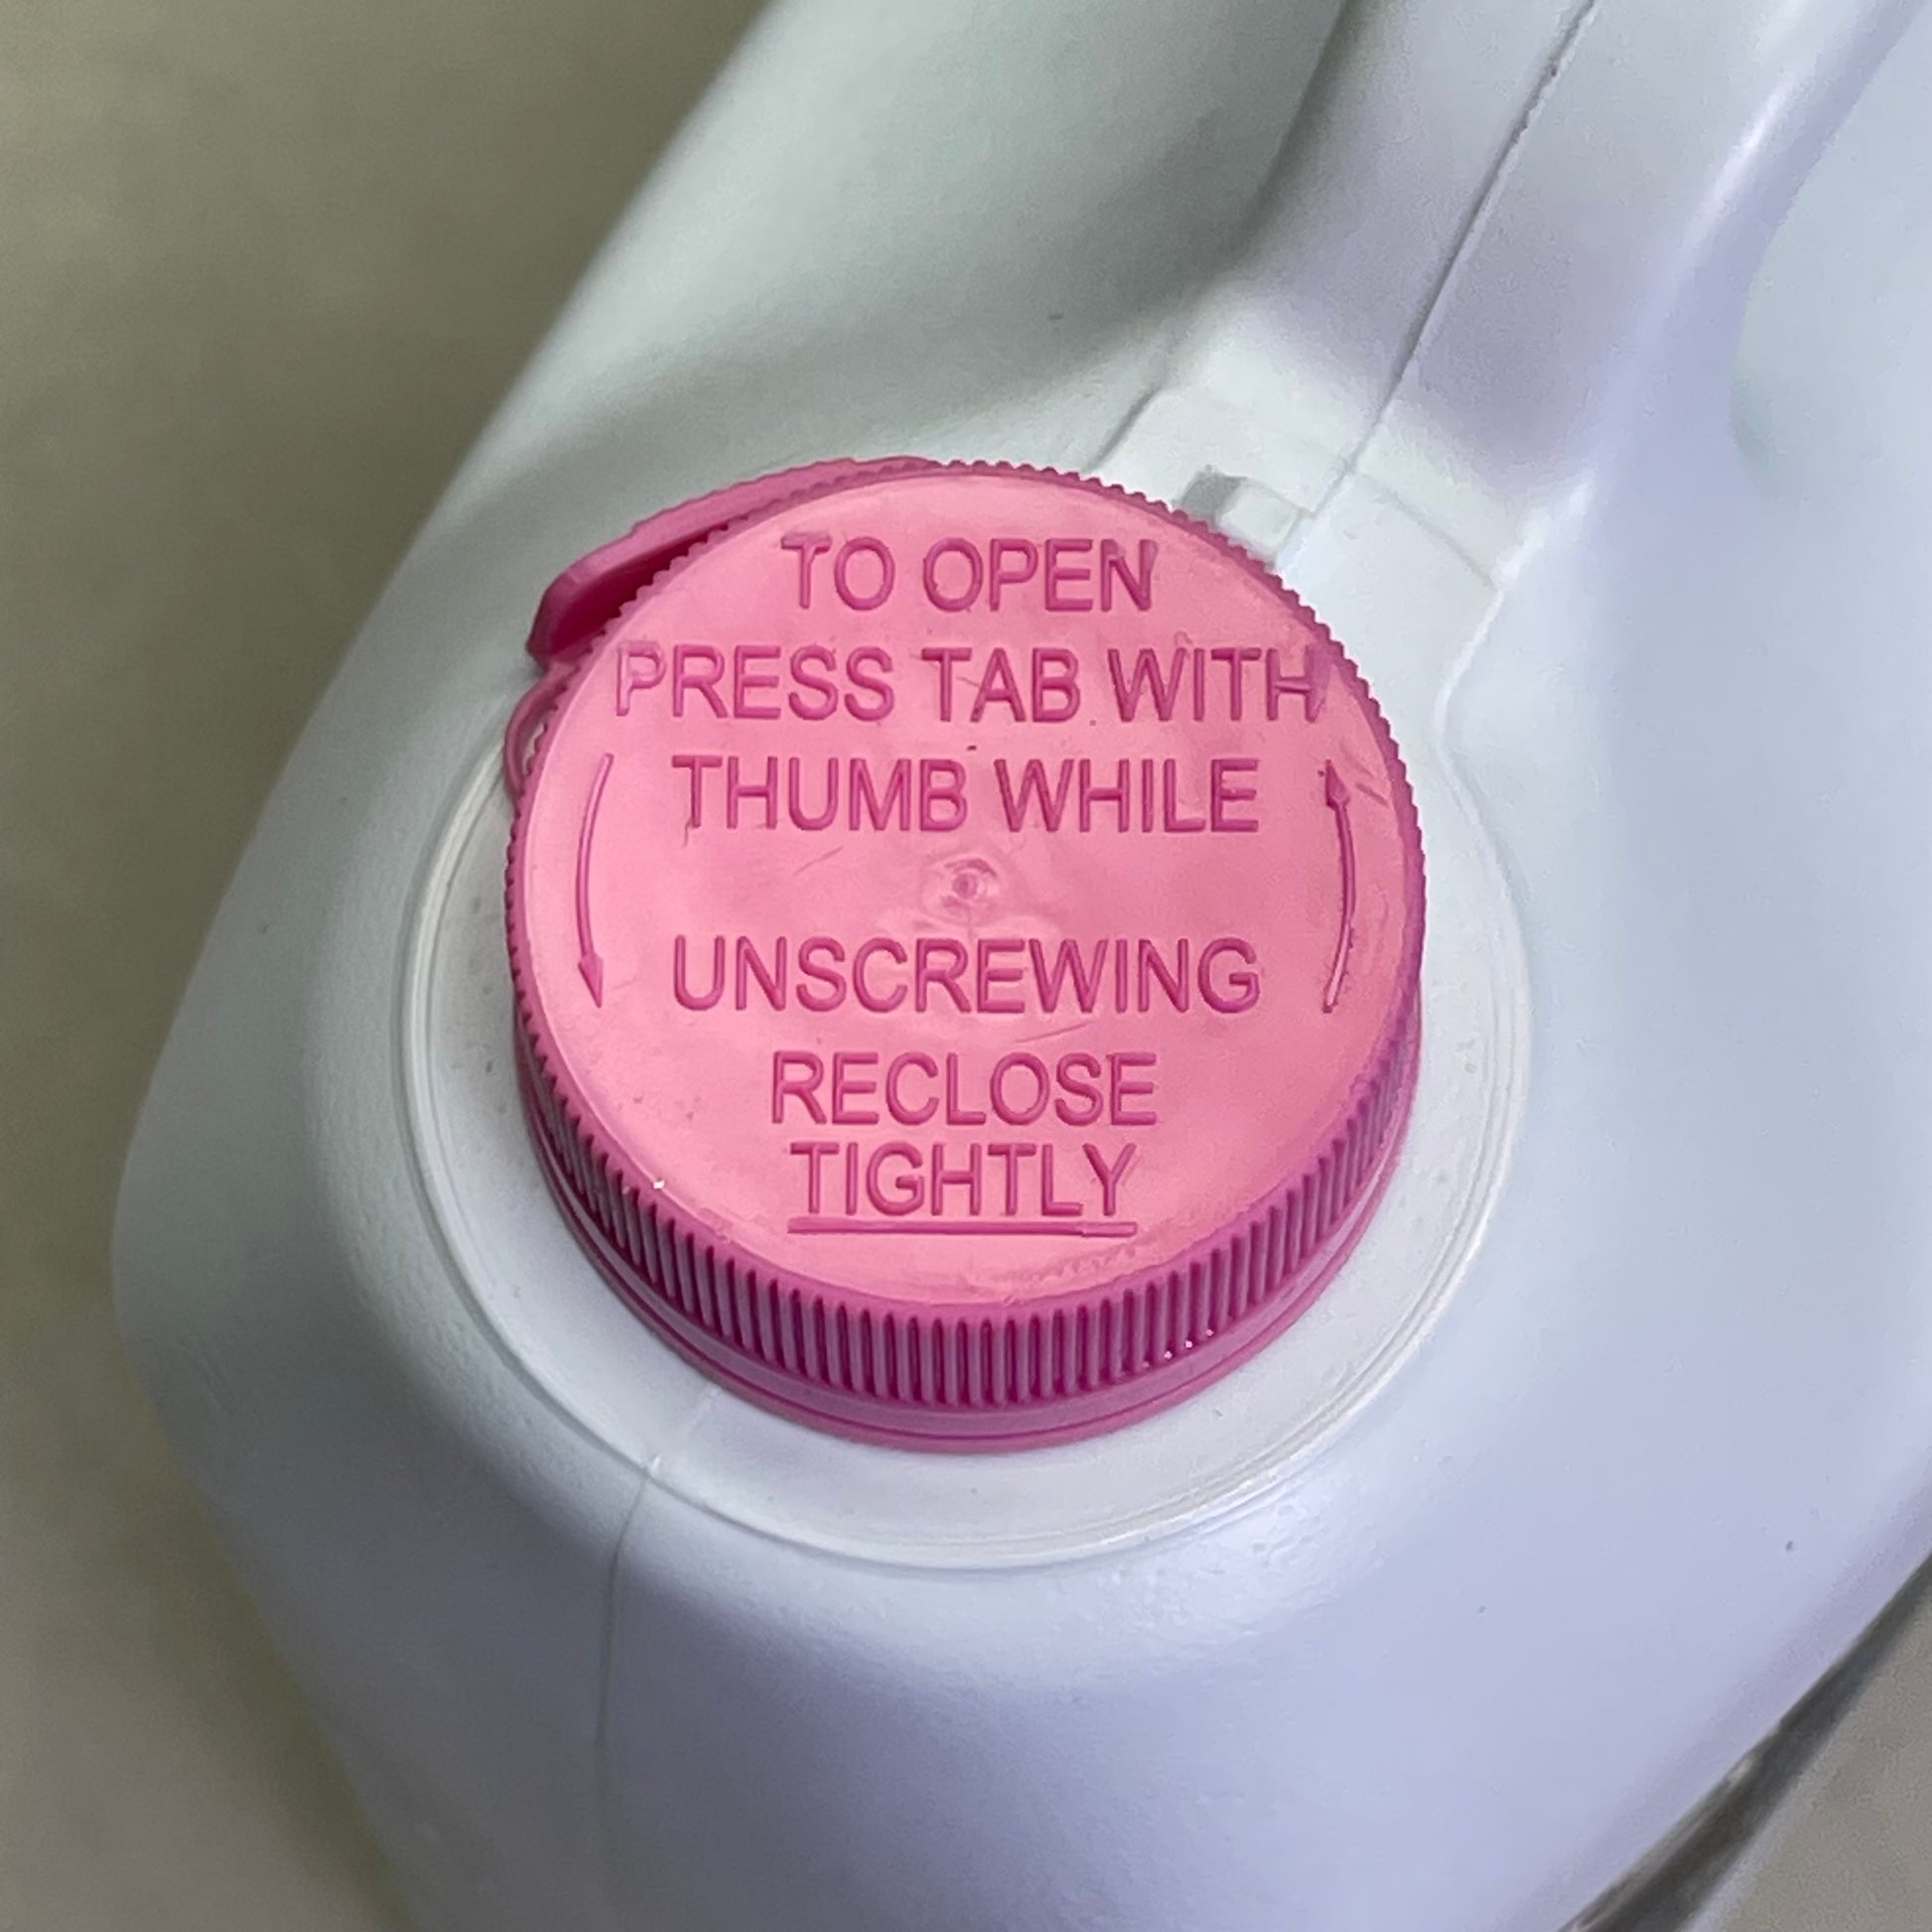 TO OPEN
PRESS TAB WITH
THUMB WHILE
UNSCREWING
RECLOSE
TIGHTLY